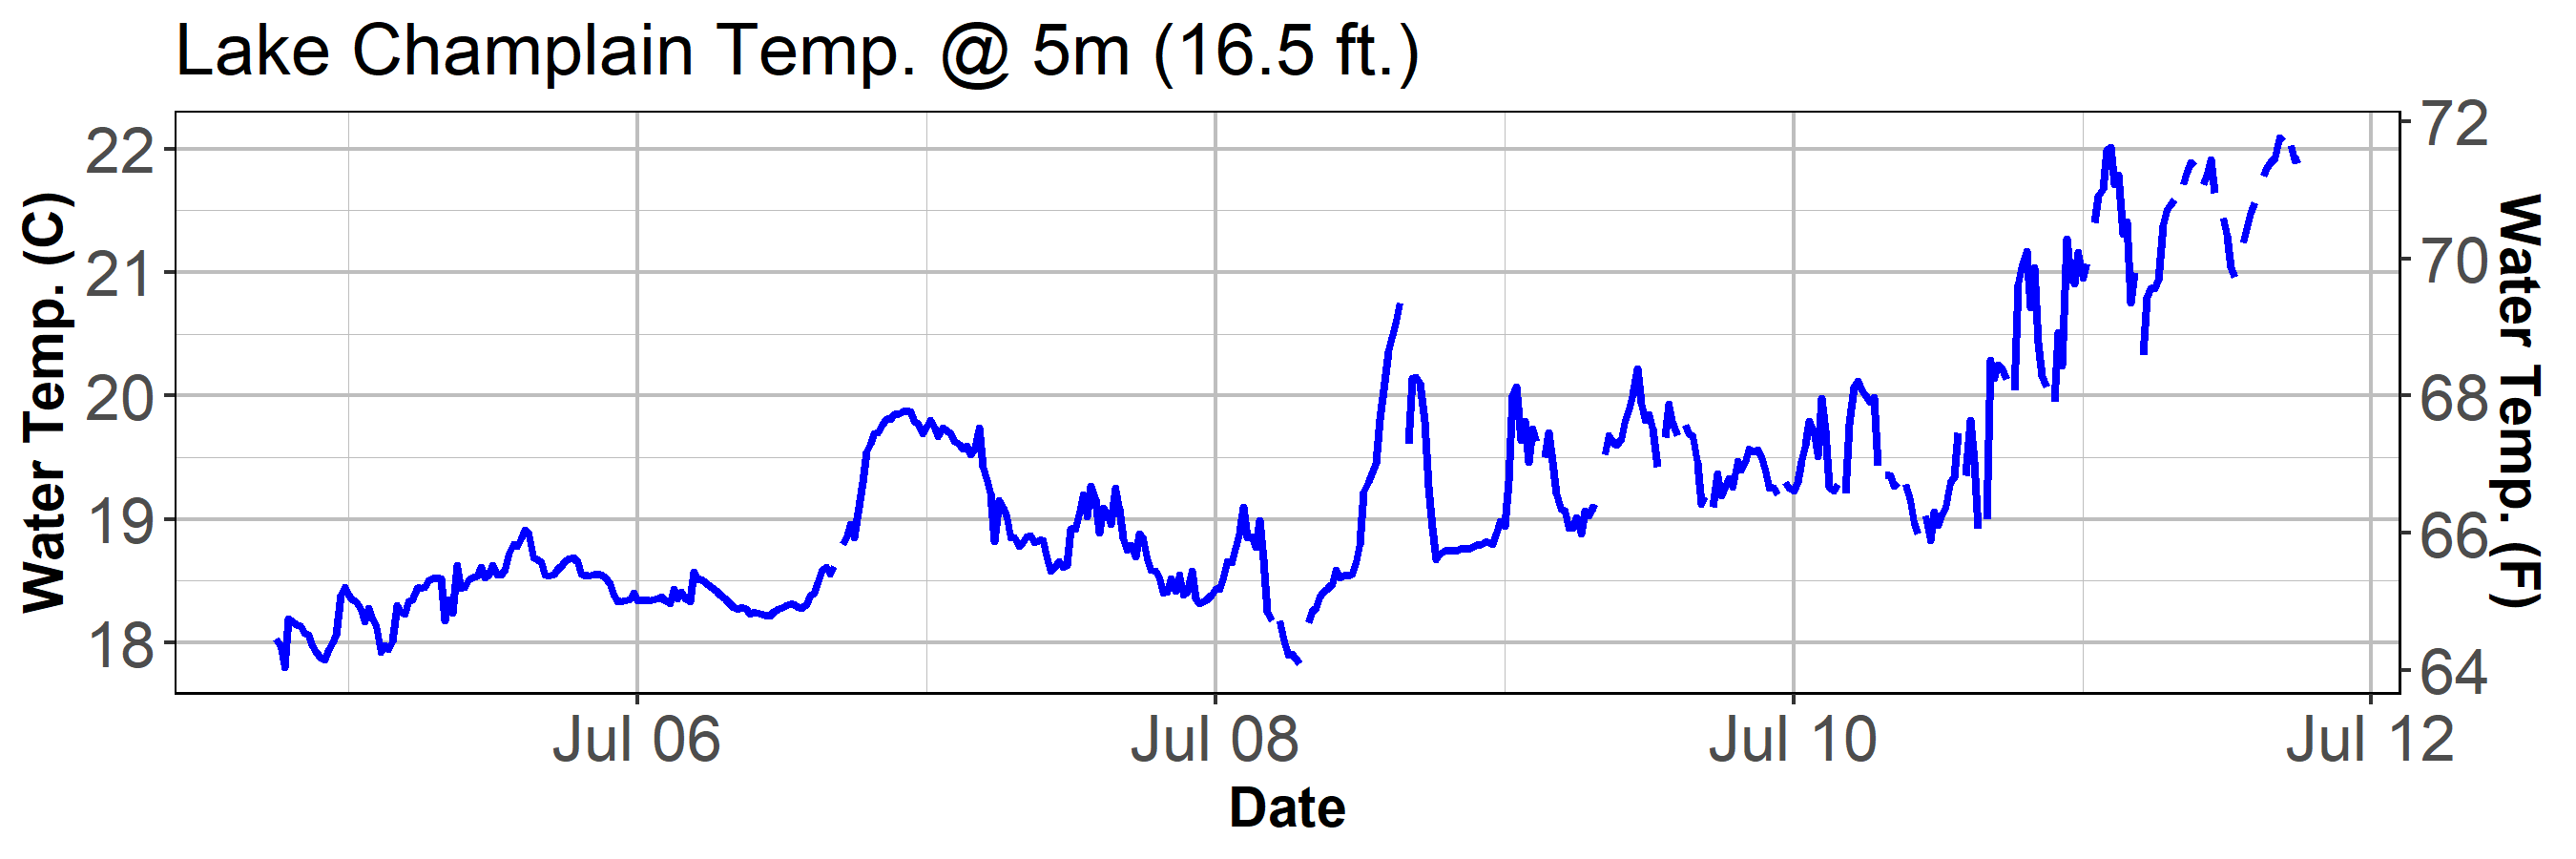 Lake Champlain Temp. @ 5m (16.5 ft.)
Water Temp. (C)
22
21
20
19
18
72
70
68
66
64
Water Temp. (F)
Jul 06
Jul 08
Jul 10
Jul 12
Date